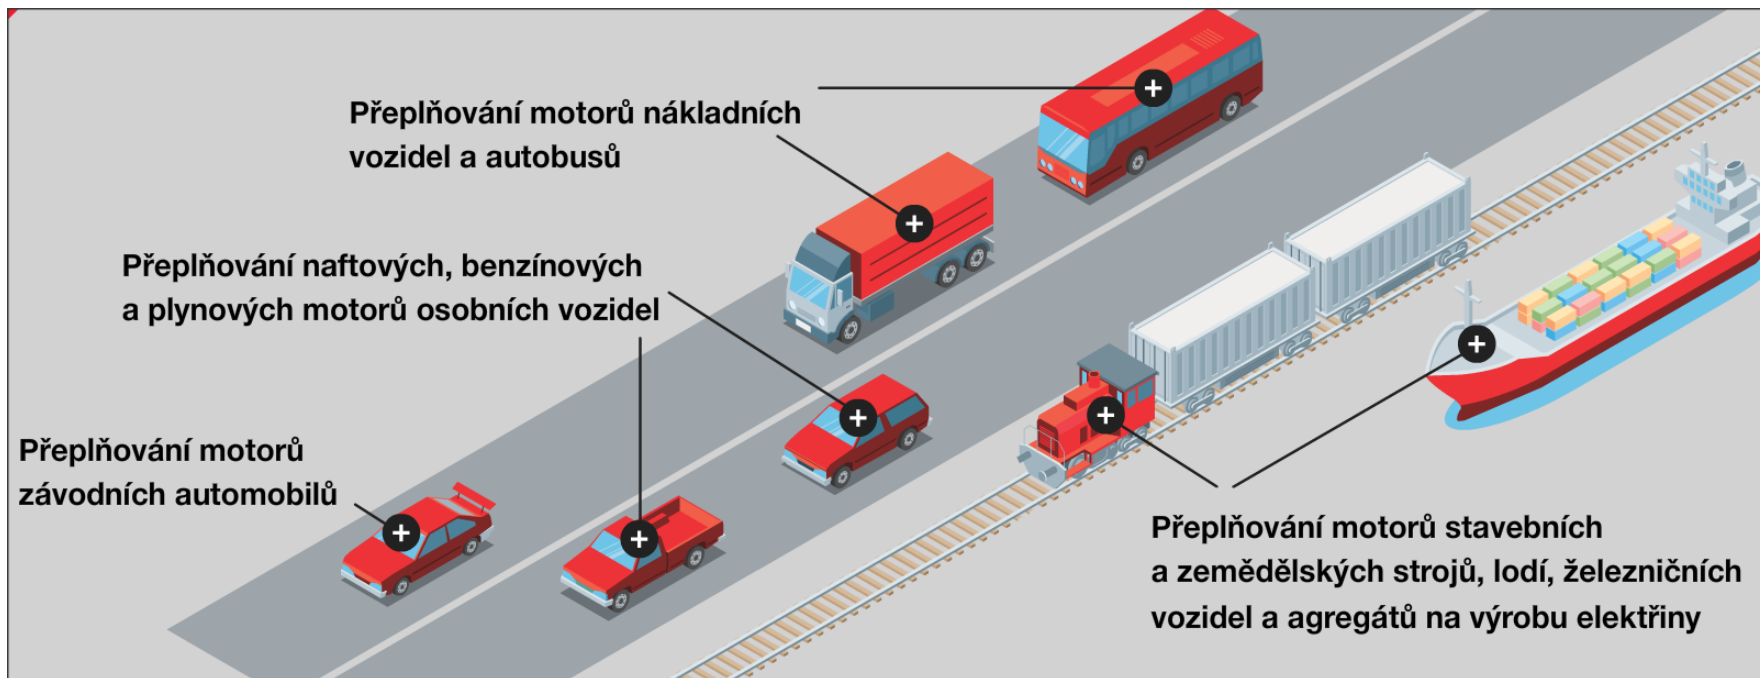 Přeplňování motorů nákladních
vozidel a autobusů
Přeplňování naftových, benzínových
a plynových motorů osobních vozidel
Přeplňování motorů
závodních automobilů
Přeplňování motorů stavebních
a zemědělských strojů, lodí, železničních
vozidel a agregátů na výrobu elektřiny